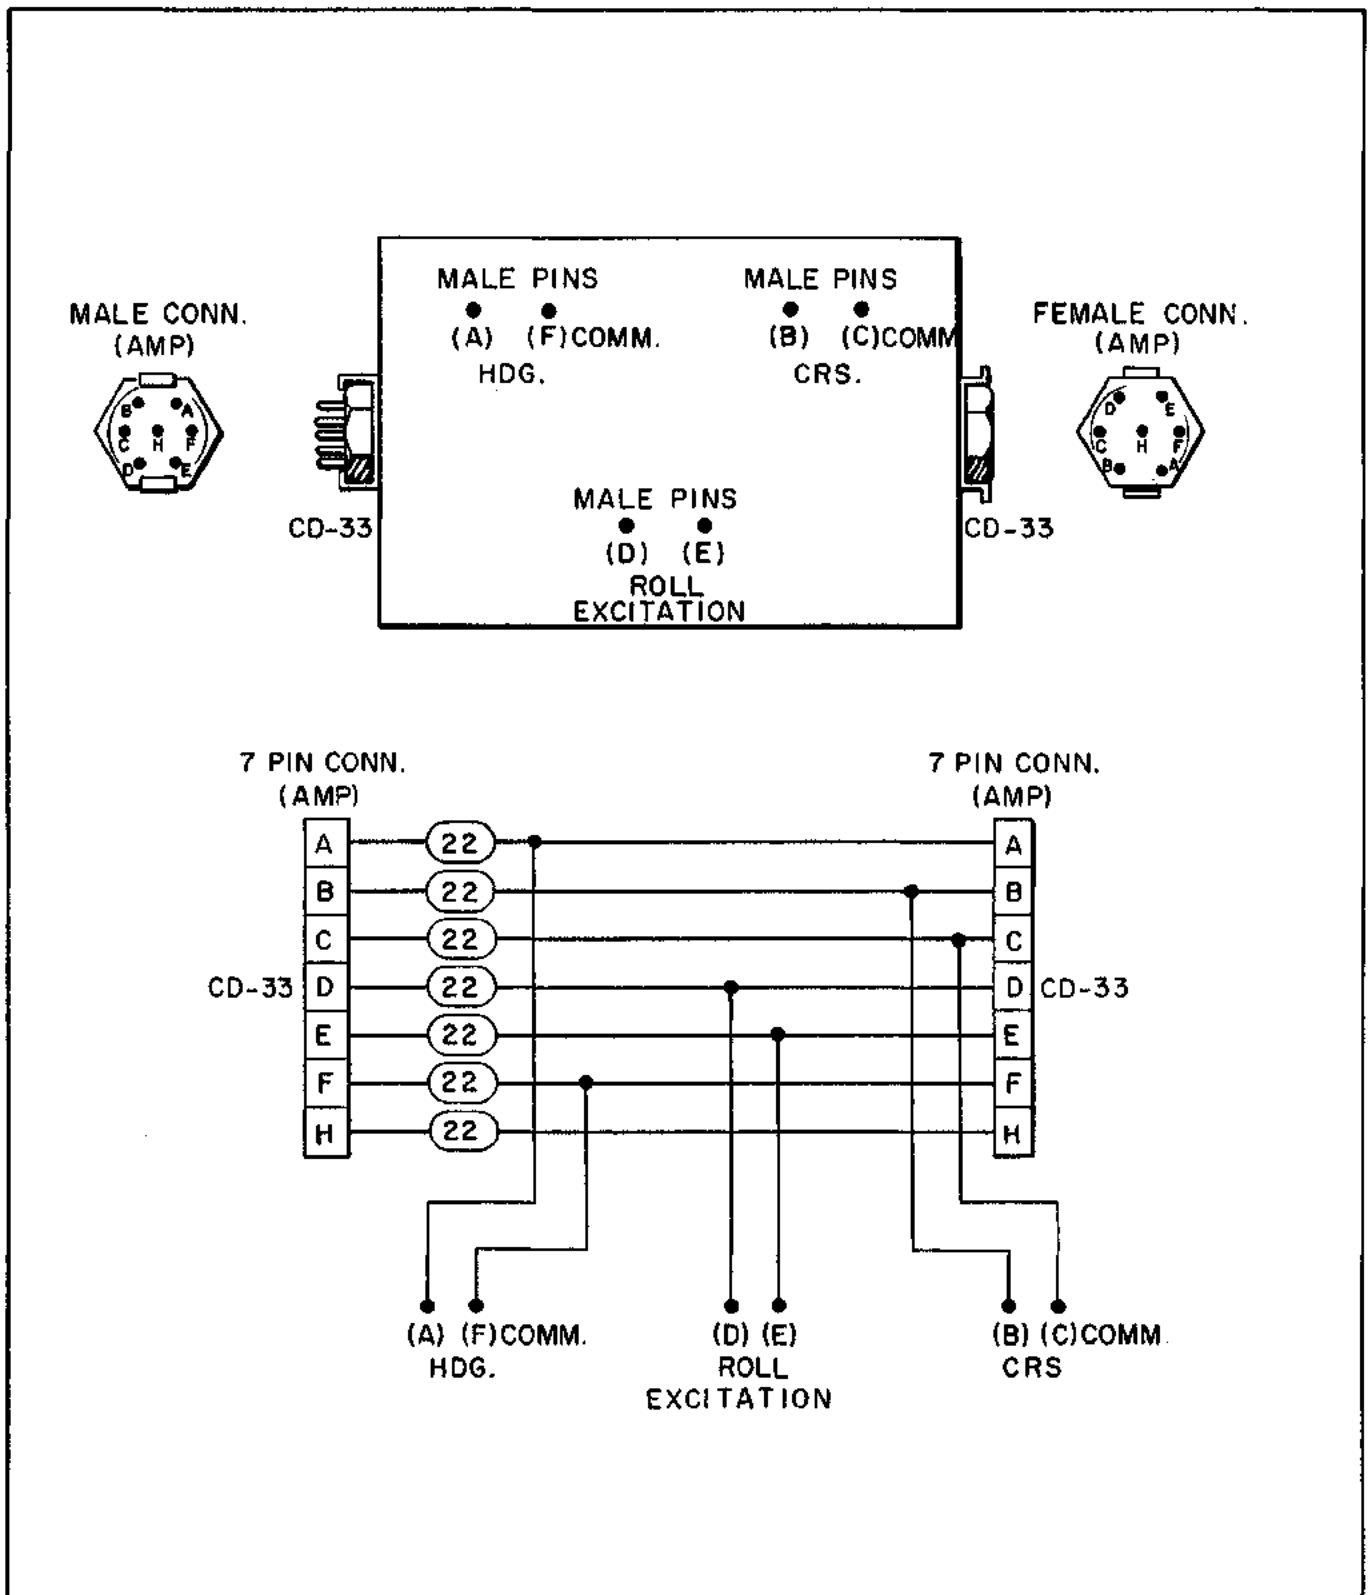 MALE PINS
(A) (F)COMM.
HDG.
MALE PINS
(B) (C)COMM
CRS.
MALE CONN.
(AMP)
B A
C H F
D E
CD-33
FEMALE CONN.
(AMP)
D E
C H F
B A
CD-33
MALE PINS
(D) (E)
ROLL
EXCITATION
7 PIN CONN.
(AMP)
7 PIN CONN.
(AMP)
A 22 A
B 22 B
C 22 C
CD-33 D 22 D CD-33
E 22 E
F 22 F
H 22 H
(A) (F)COMM.
HDG.
(D) (E)
ROLL
EXCITATION
(B) (C)COMM
CRS